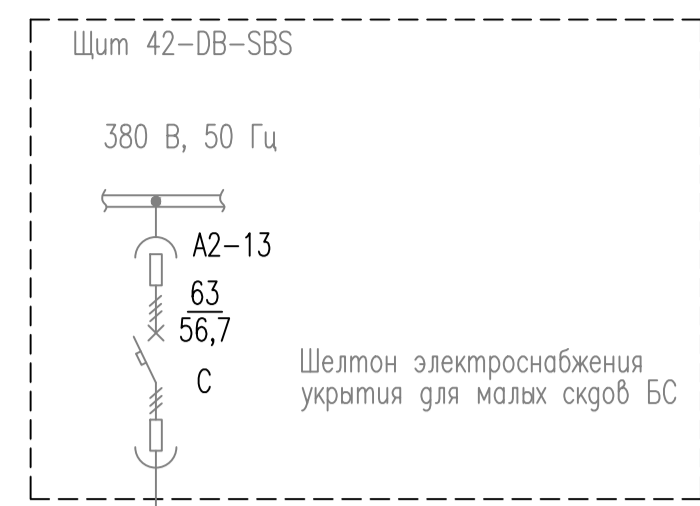 Щит 42-DB-SBS
380 В, 50 Гц
А2-13
63
56,7
С
Шелтон электроснабжения
укрытия для малых скдов БС